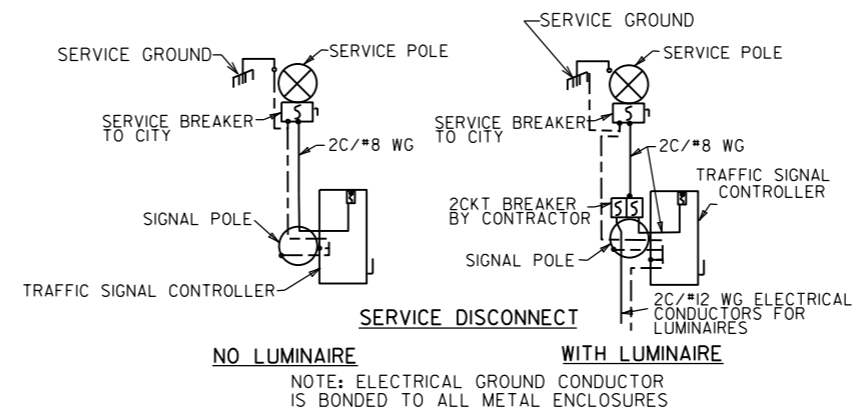 SERVICE GROUND
SERVICE POLE
SERVICE BREAKER
TO CITY
2C/#8 WG
SIGNAL POLE
TRAFFIC SIGNAL CONTROLLER
SERVICE GROUND
SERVICE POLE
SERVICE BREAKER
TO CITY
2C/#8 WG
TRAFFIC SIGNAL
CONTROLLER
2CKT BREAKER
BY CONTRACTOR
SIGNAL POLE
2C/#12 WG ELECTRICAL
CONDUCTORS FOR
LUMINAIRES
SERVICE DISCONNECT
NO LUMINAIRE
WITH LUMINAIRE
NOTE: ELECTRICAL GROUND CONDUCTOR
IS BONDED TO ALL METAL ENCLOSURES